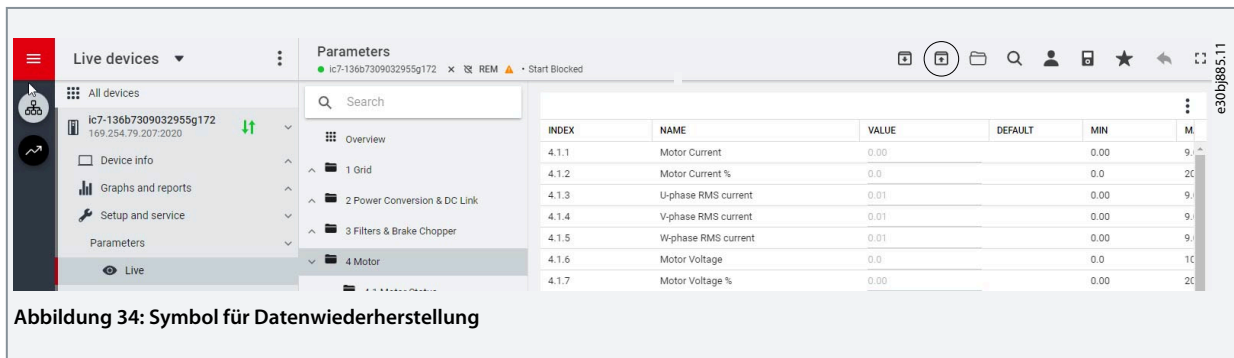 Live devices
Parameters
ic7-136b7309032955g172 REM • Start Blocked
All devices
ic7-136b7309032955g172
169.254.79.207:2020
Device info
Graphs and reports
Setup and service
Parameters
Live
Search
Overview
1 Grid
2 Power Conversion & DC Link
3 Filters & Brake Chopper
4 Motor
INDEX NAME VALUE DEFAULT MIN
4.1.1 Motor Current 0.00 0.00
4.1.2 Motor Current % 0.0 0.0
4.1.3 U-phase RMS current 0.01 0.00
4.1.4 V-phase RMS current 0.01 0.00
4.1.5 W-phase RMS current 0.01 0.00
4.1.6 Motor Voltage 0.0 0.0
4.1.7 Motor Voltage % 0.00 0.00
e30bj885.11
Abbildung 34: Symbol für Datenwiederherstellung